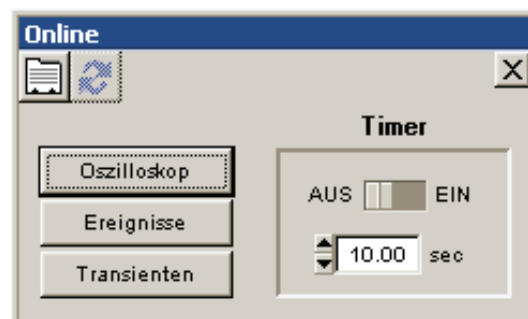 Online
Timer
Oszilloskop
Ereignisse
Transienten
AUS EIN
10.00 sec